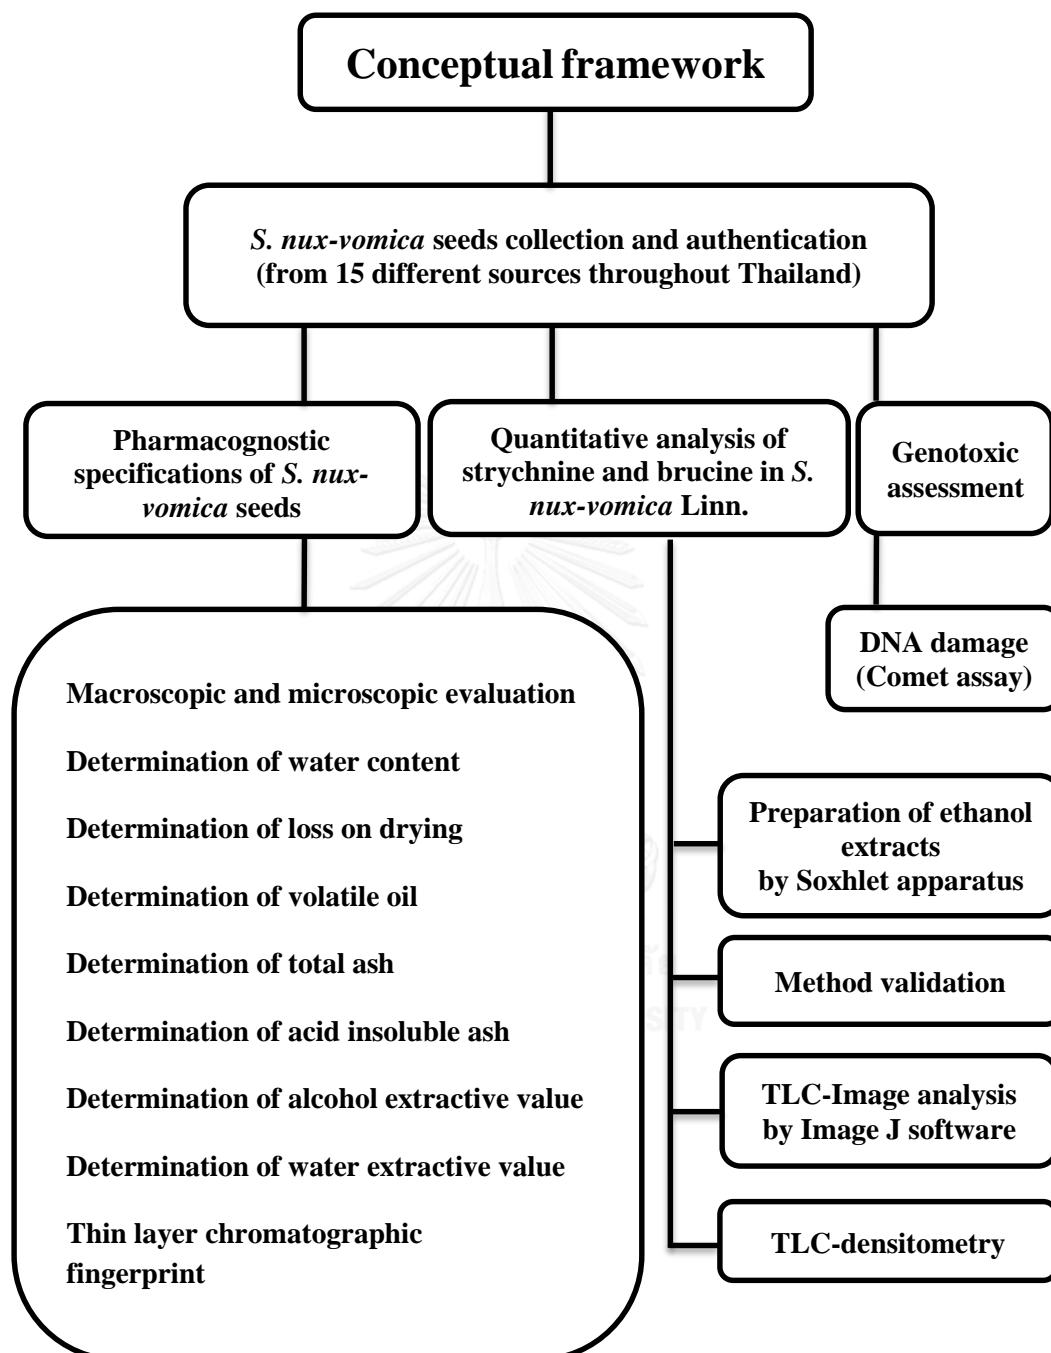 Conceptual framework
S. nux-vomica seeds collection and authentication
(from 15 different sources throughout Thailand)
Pharmacognostic
specifications of S. nux-
vomica seeds
Quantitative analysis of
strychnine and brucine in S.
nux-vomica Linn.
Genotoxic
assessment
DNA damage
(Comet assay)
Macroscopic and microscopic evaluation
Determination of water content
Determination of loss on drying
Determination of volatile oil
Determination of total ash
Determination of acid insoluble ash
Determination of alcohol extractive value
Determination of water extractive value
Thin layer chromatographic
fingerprint
Preparation of ethanol
extracts
by Soxhlet apparatus
Method validation
TLC-Image analysis
by Image J software
TLC-densitometry